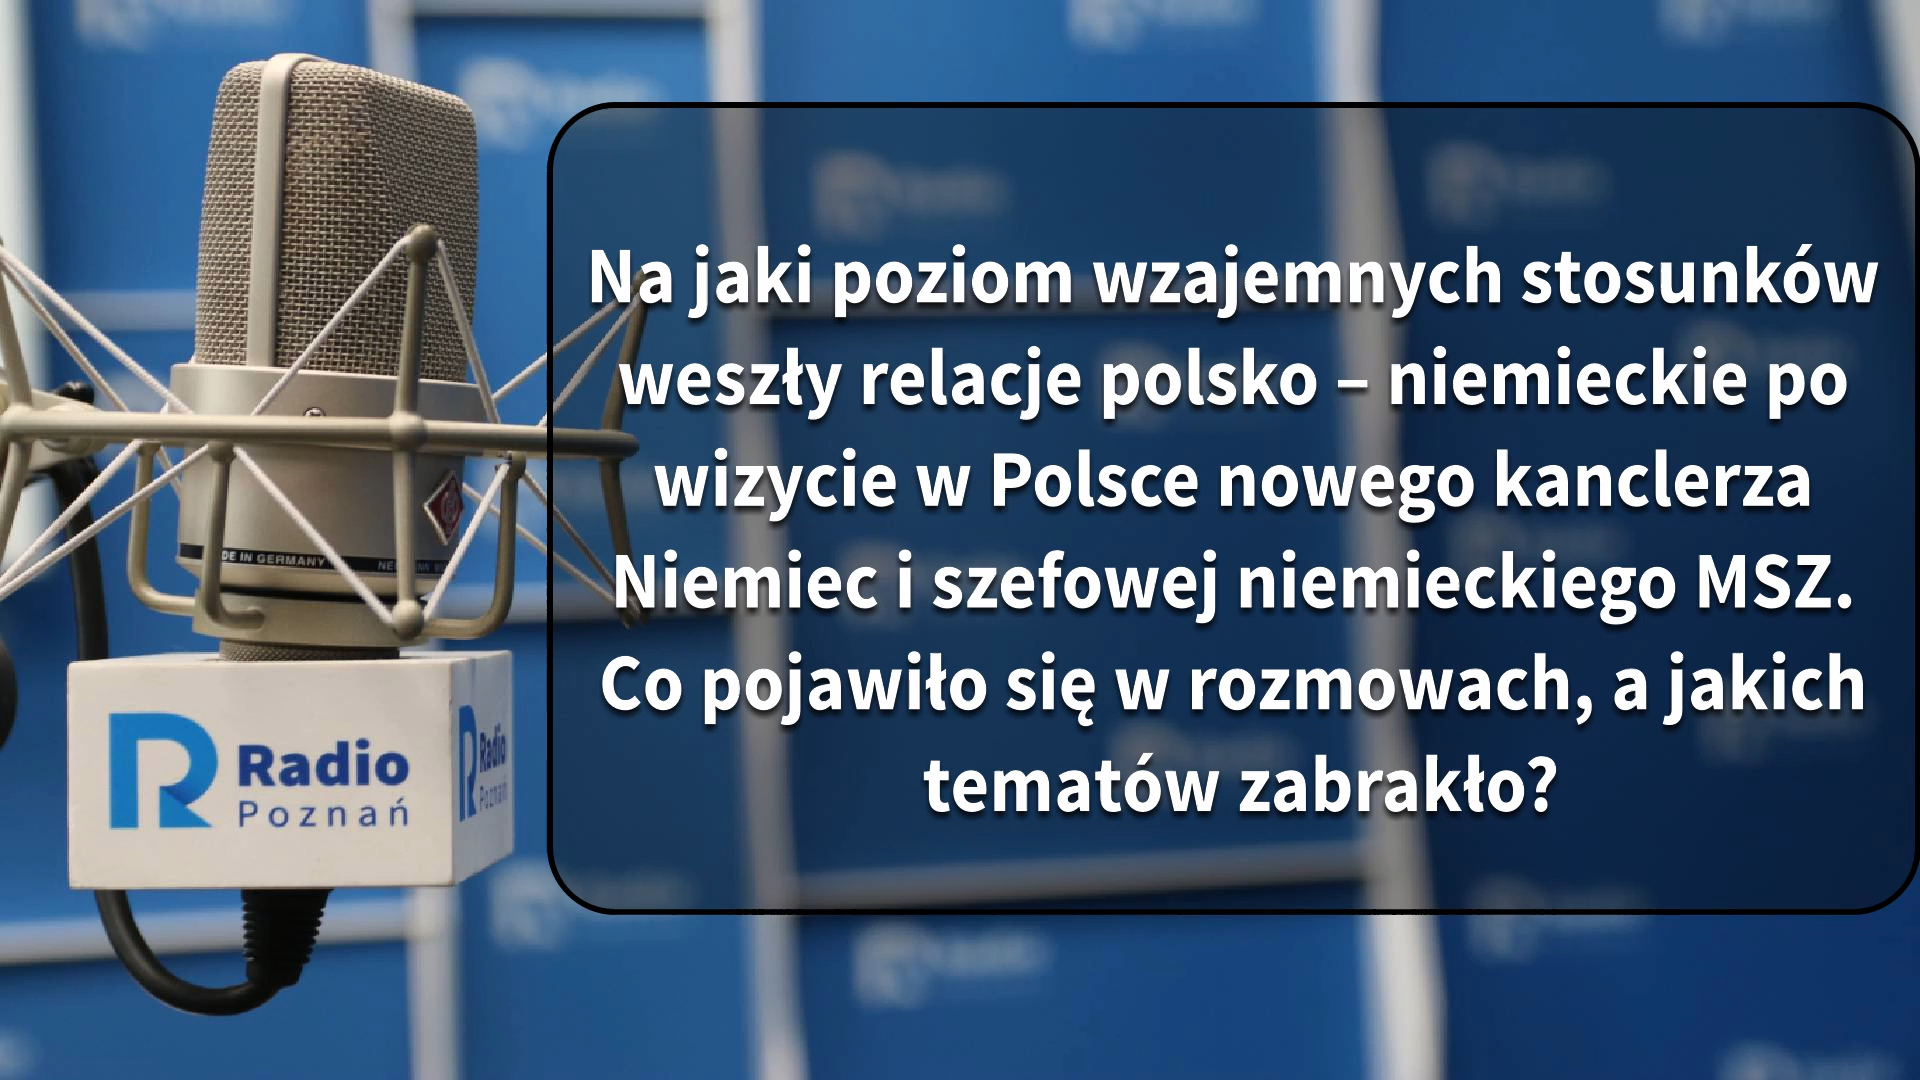 Na jaki poziom wzajemnych stosunków
weszły relacje polsko – niemieckie po
wizycie w Polsce nowego kanclerza
Niemiec i szefowej niemieckiego MSZ.
Co pojawiło się w rozmowach, a jakich
tematów zabrakło?
DE IN GERMANY
Radio
Poznań
Radio
Poznań